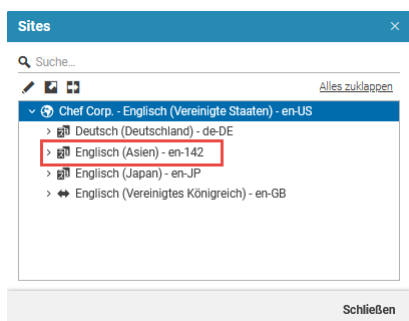 Sites
Suche...
Alles zuklappen
Chef Corp. - Englisch (Vereinigte Staaten) - en-US
Deutsch (Deutschland) - de-DE
Englisch (Asien) - en-142
Englisch (Japan) - en-JP
Englisch (Vereinigtes Königreich) - en-GB
Schließen